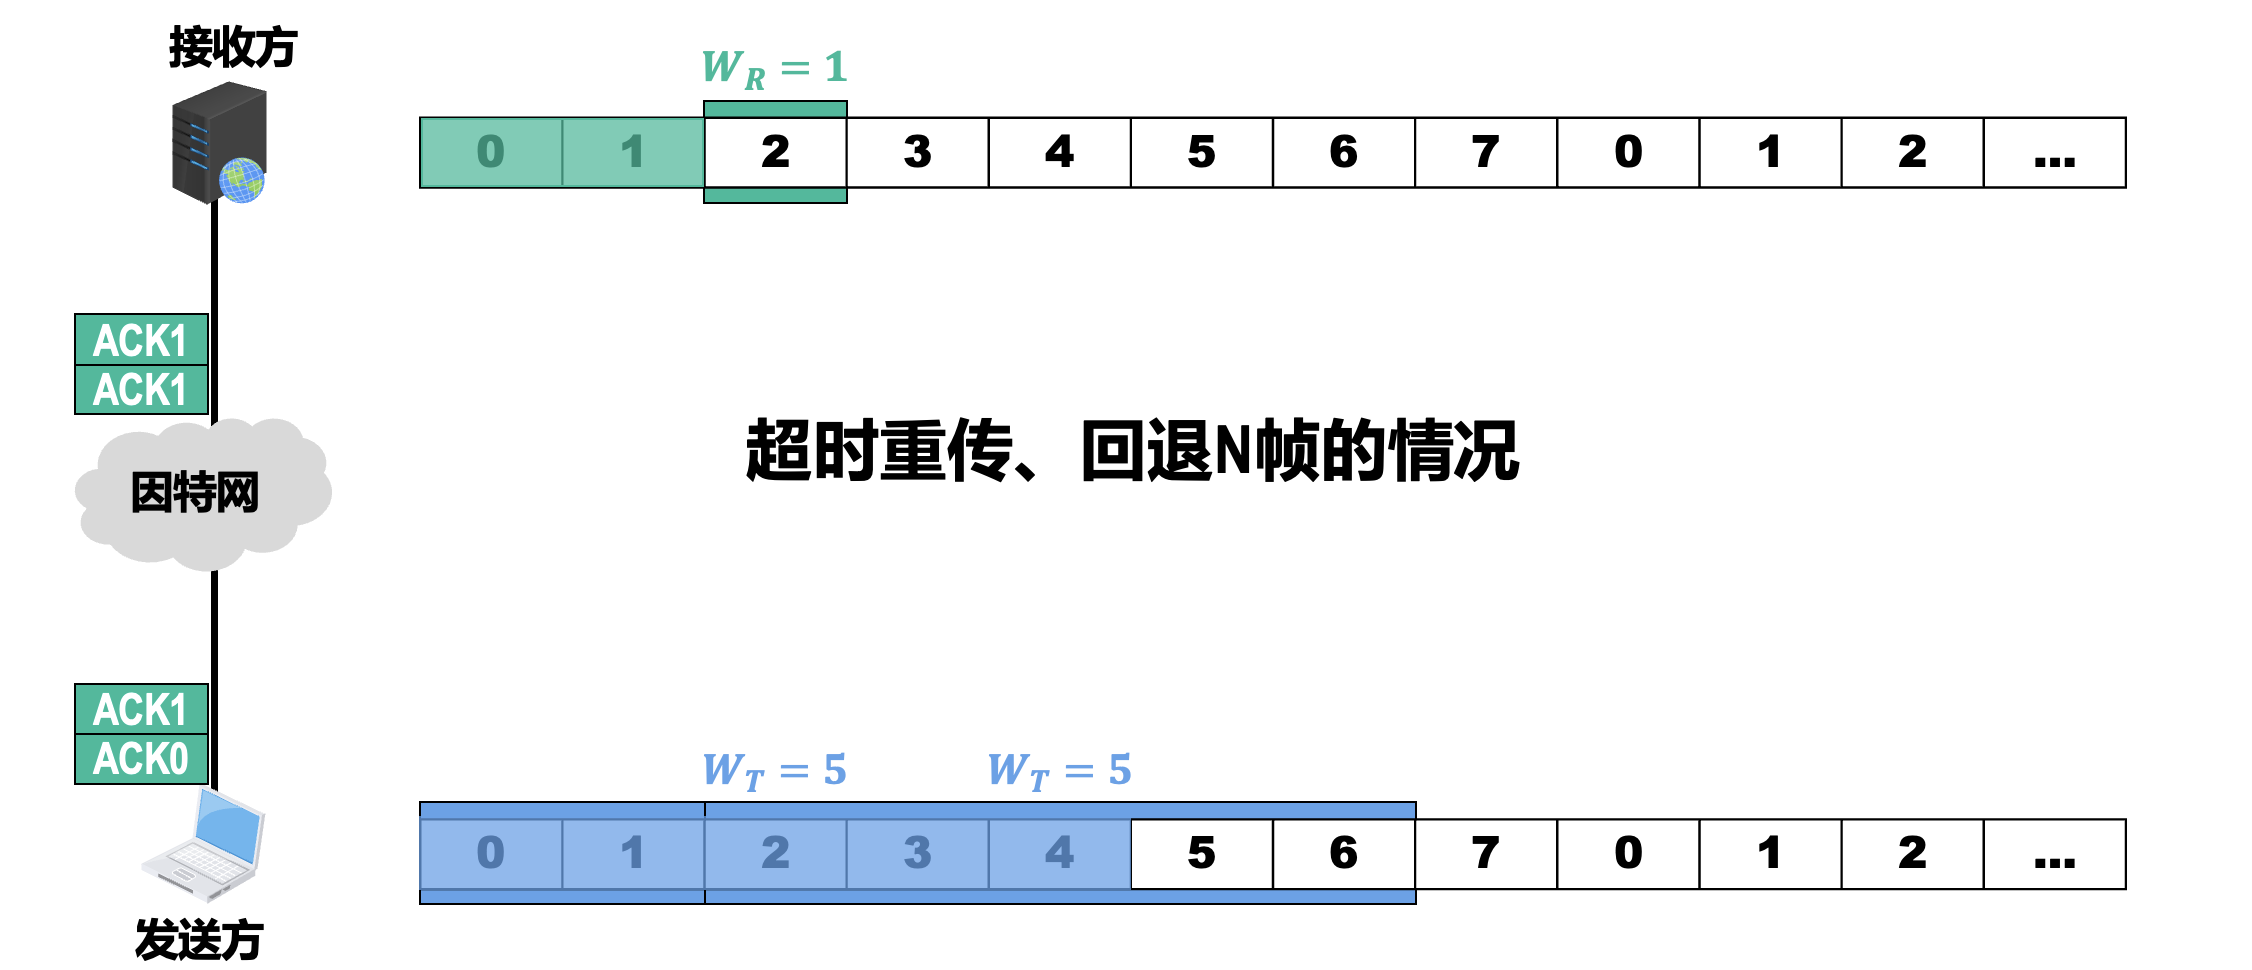 接收方
W_R = 1
0 1 2 3 4 5 6 7 0 1 2 ...
ACK1
ACK1
超时重传、回退N帧的情况
因特网
ACK1
ACK0
W_T = 5 W_T = 5
0 1 2 3 4 5 6 7 0 1 2 ...
发送方